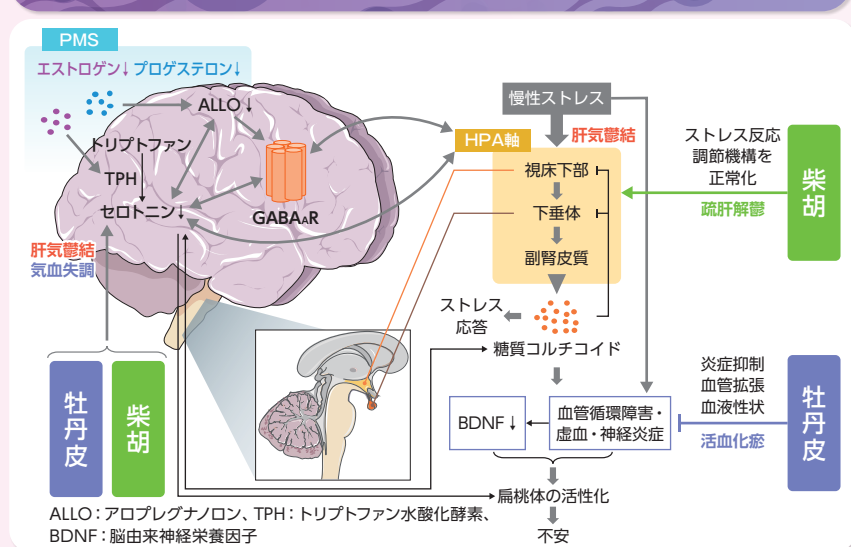 PMS
エストロゲン↓ プロゲステロン↓
ALLO↓
トリプトファン
TPH
セロトニン↓
GABAAR
肝気鬱結
気血失調
牡丹皮
柴胡
慢性ストレス
HPA軸
肝気鬱結
視床下部
下垂体
副腎皮質
ストレス
応答
糖質コルチコイド
BDNF↓
血管循環障害・
虚血・神経炎症
扁桃体の活性化
不安
ストレス反応
調節機構を
正常化
疏肝解鬱
柴胡
炎症抑制
血管拡張
血液性状
活血化瘀
牡丹皮
ALLO：アロプレグナノロン、TPH：トリプトファン水酸化酵素、
BDNF：脳由来神経栄養因子